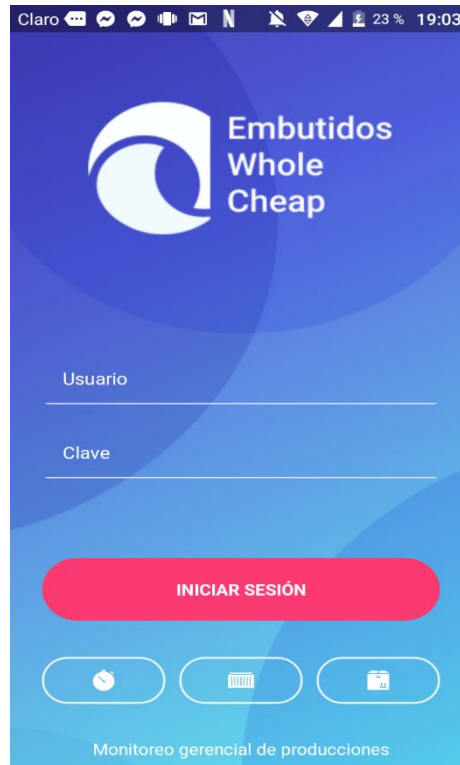 Claro 23 % 19:03
Embutidos
Whole
Cheap
Usuario
Clave
INICIAR SESIÓN
Monitoreo gerencial de producciones